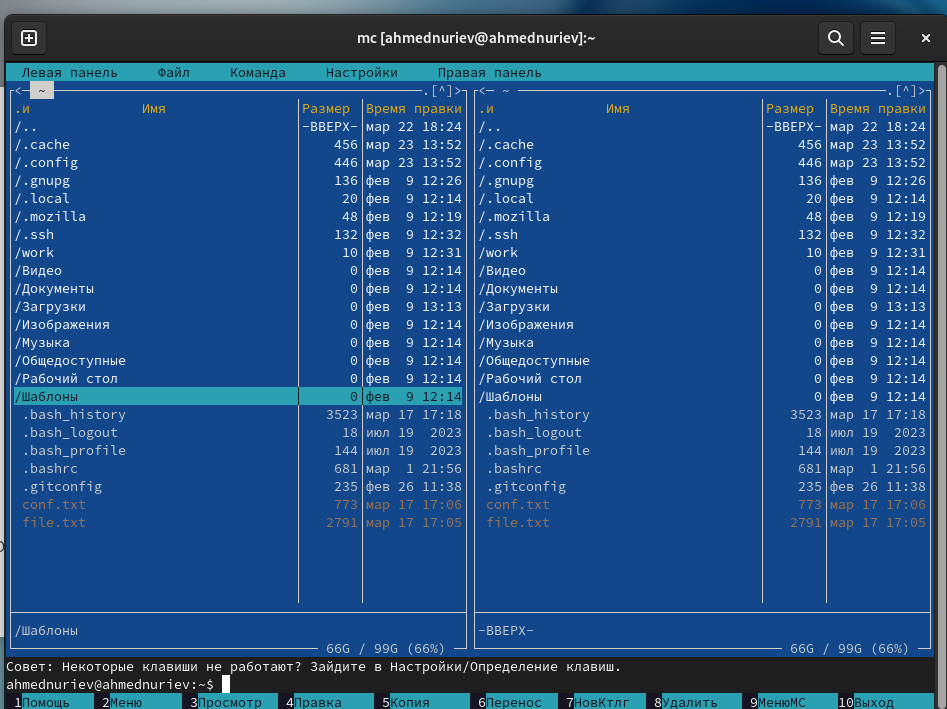 mc [ahmednuriev@ahmednuriev]:~
Левая панель Файл Команда Настройки Правая панель
<─ ~ ─.[^]>
<─ ~ ─.[^]>
.и Имя Размер Время правки .и Имя Размер Время правки
/.. -ВВЕРХ- мар 22 18:24 /.. -ВВЕРХ- мар 22 18:24
/.cache 456 мар 23 13:52 /.cache 456 мар 23 13:52
/.config 446 мар 23 13:52 /.config 446 мар 23 13:52
/.gnupg 136 фев 9 12:26 /.gnupg 136 фев 9 12:26
/.local 20 фев 9 12:14 /.local 20 фев 9 12:14
/.mozilla 48 фев 9 12:19 /.mozilla 48 фев 9 12:19
/.ssh 132 фев 9 12:32 /.ssh 132 фев 9 12:32
/work 10 фев 9 12:31 /work 10 фев 9 12:31
/Видео 0 фев 9 12:14 /Видео 0 фев 9 12:14
/Документы 0 фев 9 12:14 /Документы 0 фев 9 12:14
/Загрузки 0 фев 9 13:13 /Загрузки 0 фев 9 13:13
/Изображения 0 фев 9 12:14 /Изображения 0 фев 9 12:14
/Музыка 0 фев 9 12:14 /Музыка 0 фев 9 12:14
/Общедоступные 0 фев 9 12:14 /Общедоступные 0 фев 9 12:14
/Рабочий стол 0 фев 9 12:14 /Рабочий стол 0 фев 9 12:14
/Шаблоны 0 фев 9 12:14 /Шаблоны 0 фев 9 12:14
.bash_history 3523 мар 17 17:18 .bash_history 3523 мар 17 17:18
.bash_logout 18 июл 19 2023 .bash_logout 18 июл 19 2023
.bash_profile 144 июл 19 2023 .bash_profile 144 июл 19 2023
.bashrc 681 мар 1 21:56 .bashrc 681 мар 1 21:56
.gitconfig 235 фев 26 11:38 .gitconfig 235 фев 26 11:38
conf.txt 773 мар 17 17:06 conf.txt 773 мар 17 17:06
file.txt 2791 мар 17 17:05 file.txt 2791 мар 17 17:05
/Шаблоны -ВВЕРХ-
66G / 99G (66%) 66G / 99G (66%)
Совет: Некоторые клавиши не работают? Зайдите в Настройки/Определение клавиш.
ahmednuriev@ahmednuriev:~$
1Помощь 2Меню 3Просмотр 4Правка 5Копия 6Перенос 7НовКтлг 8Удалить 9МенюMC 10Выход